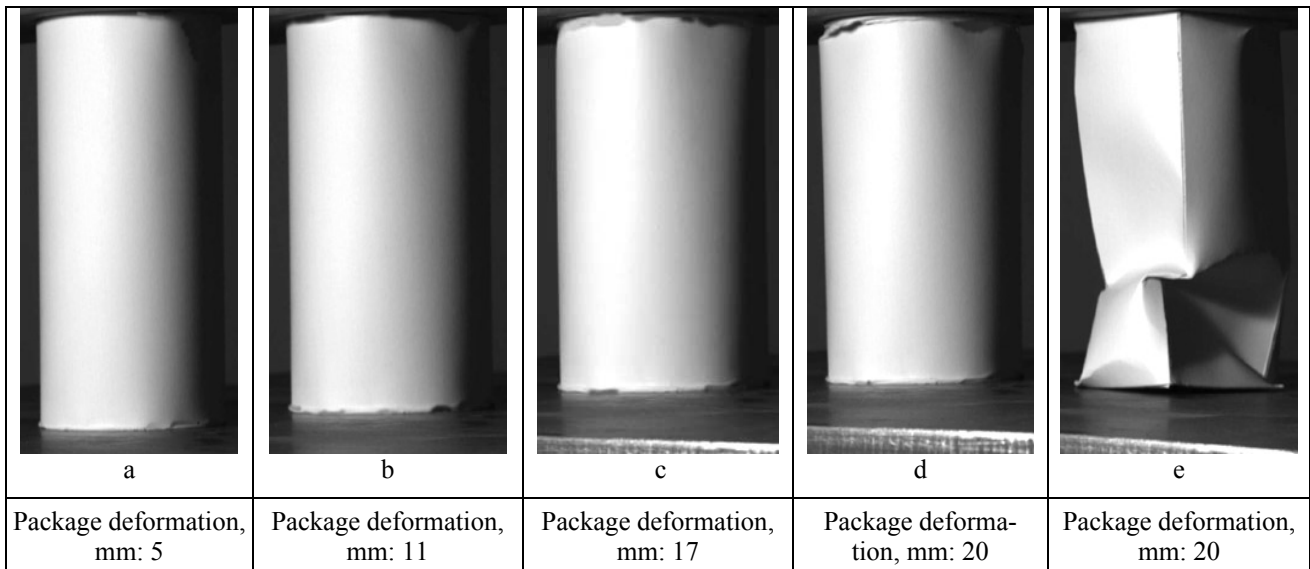 a
b
c
d
e
Package deformation,
mm: 5
Package deformation,
mm: 11
Package deformation,
mm: 17
Package deforma-
tion, mm: 20
Package deformation,
mm: 20